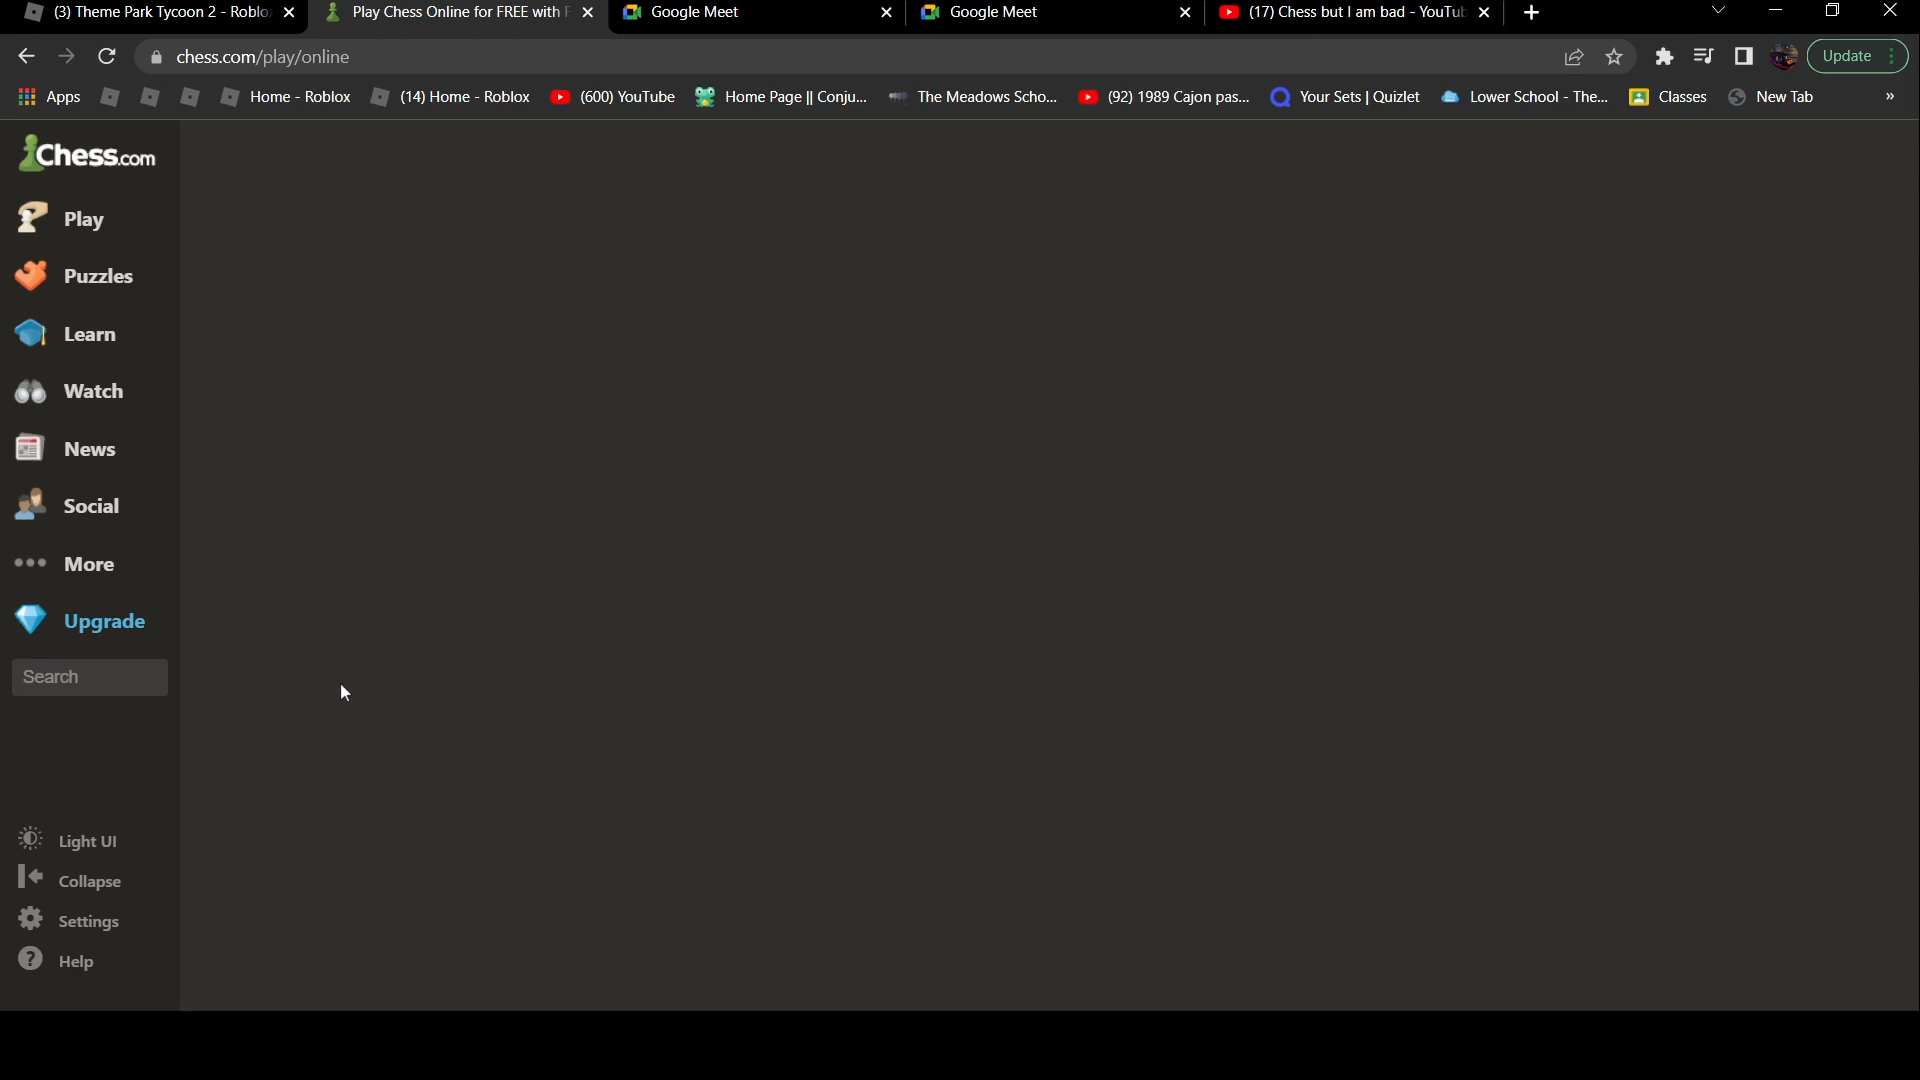 (3) Theme Park Tycoon 2 - Roblo
Play Chess Online for FREE with F
Google Meet
Google Meet
(17) Chess but I am bad - YouTub
chess.com/play/online
Update
Apps
Home - Roblox
(14) Home - Roblox
(600) YouTube
Home Page || Conju...
The Meadows Scho...
(92) 1989 Cajon pas...
Your Sets | Quizlet
Lower School - The...
Classes
New Tab
»
Chess.com
Play
Puzzles
Learn
Watch
News
Social
More
Upgrade
Search
Light UI
Collapse
Settings
Help